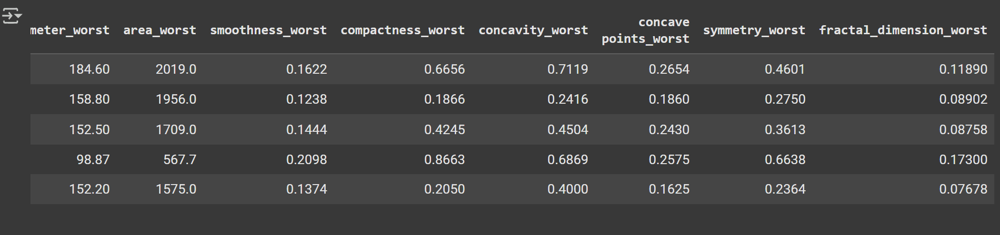 concave
meter_worst area_worst smoothness_worst compactness_worst concavity_worst points_worst symmetry_worst fractal_dimension_worst
184.60 2019.0 0.1622 0.6656 0.7119 0.2654 0.4601 0.11890
158.80 1956.0 0.1238 0.1866 0.2416 0.1860 0.2750 0.08902
152.50 1709.0 0.1444 0.4245 0.4504 0.2430 0.3613 0.08758
98.87 567.7 0.2098 0.8663 0.6869 0.2575 0.6638 0.17300
152.20 1575.0 0.1374 0.2050 0.4000 0.1625 0.2364 0.07678